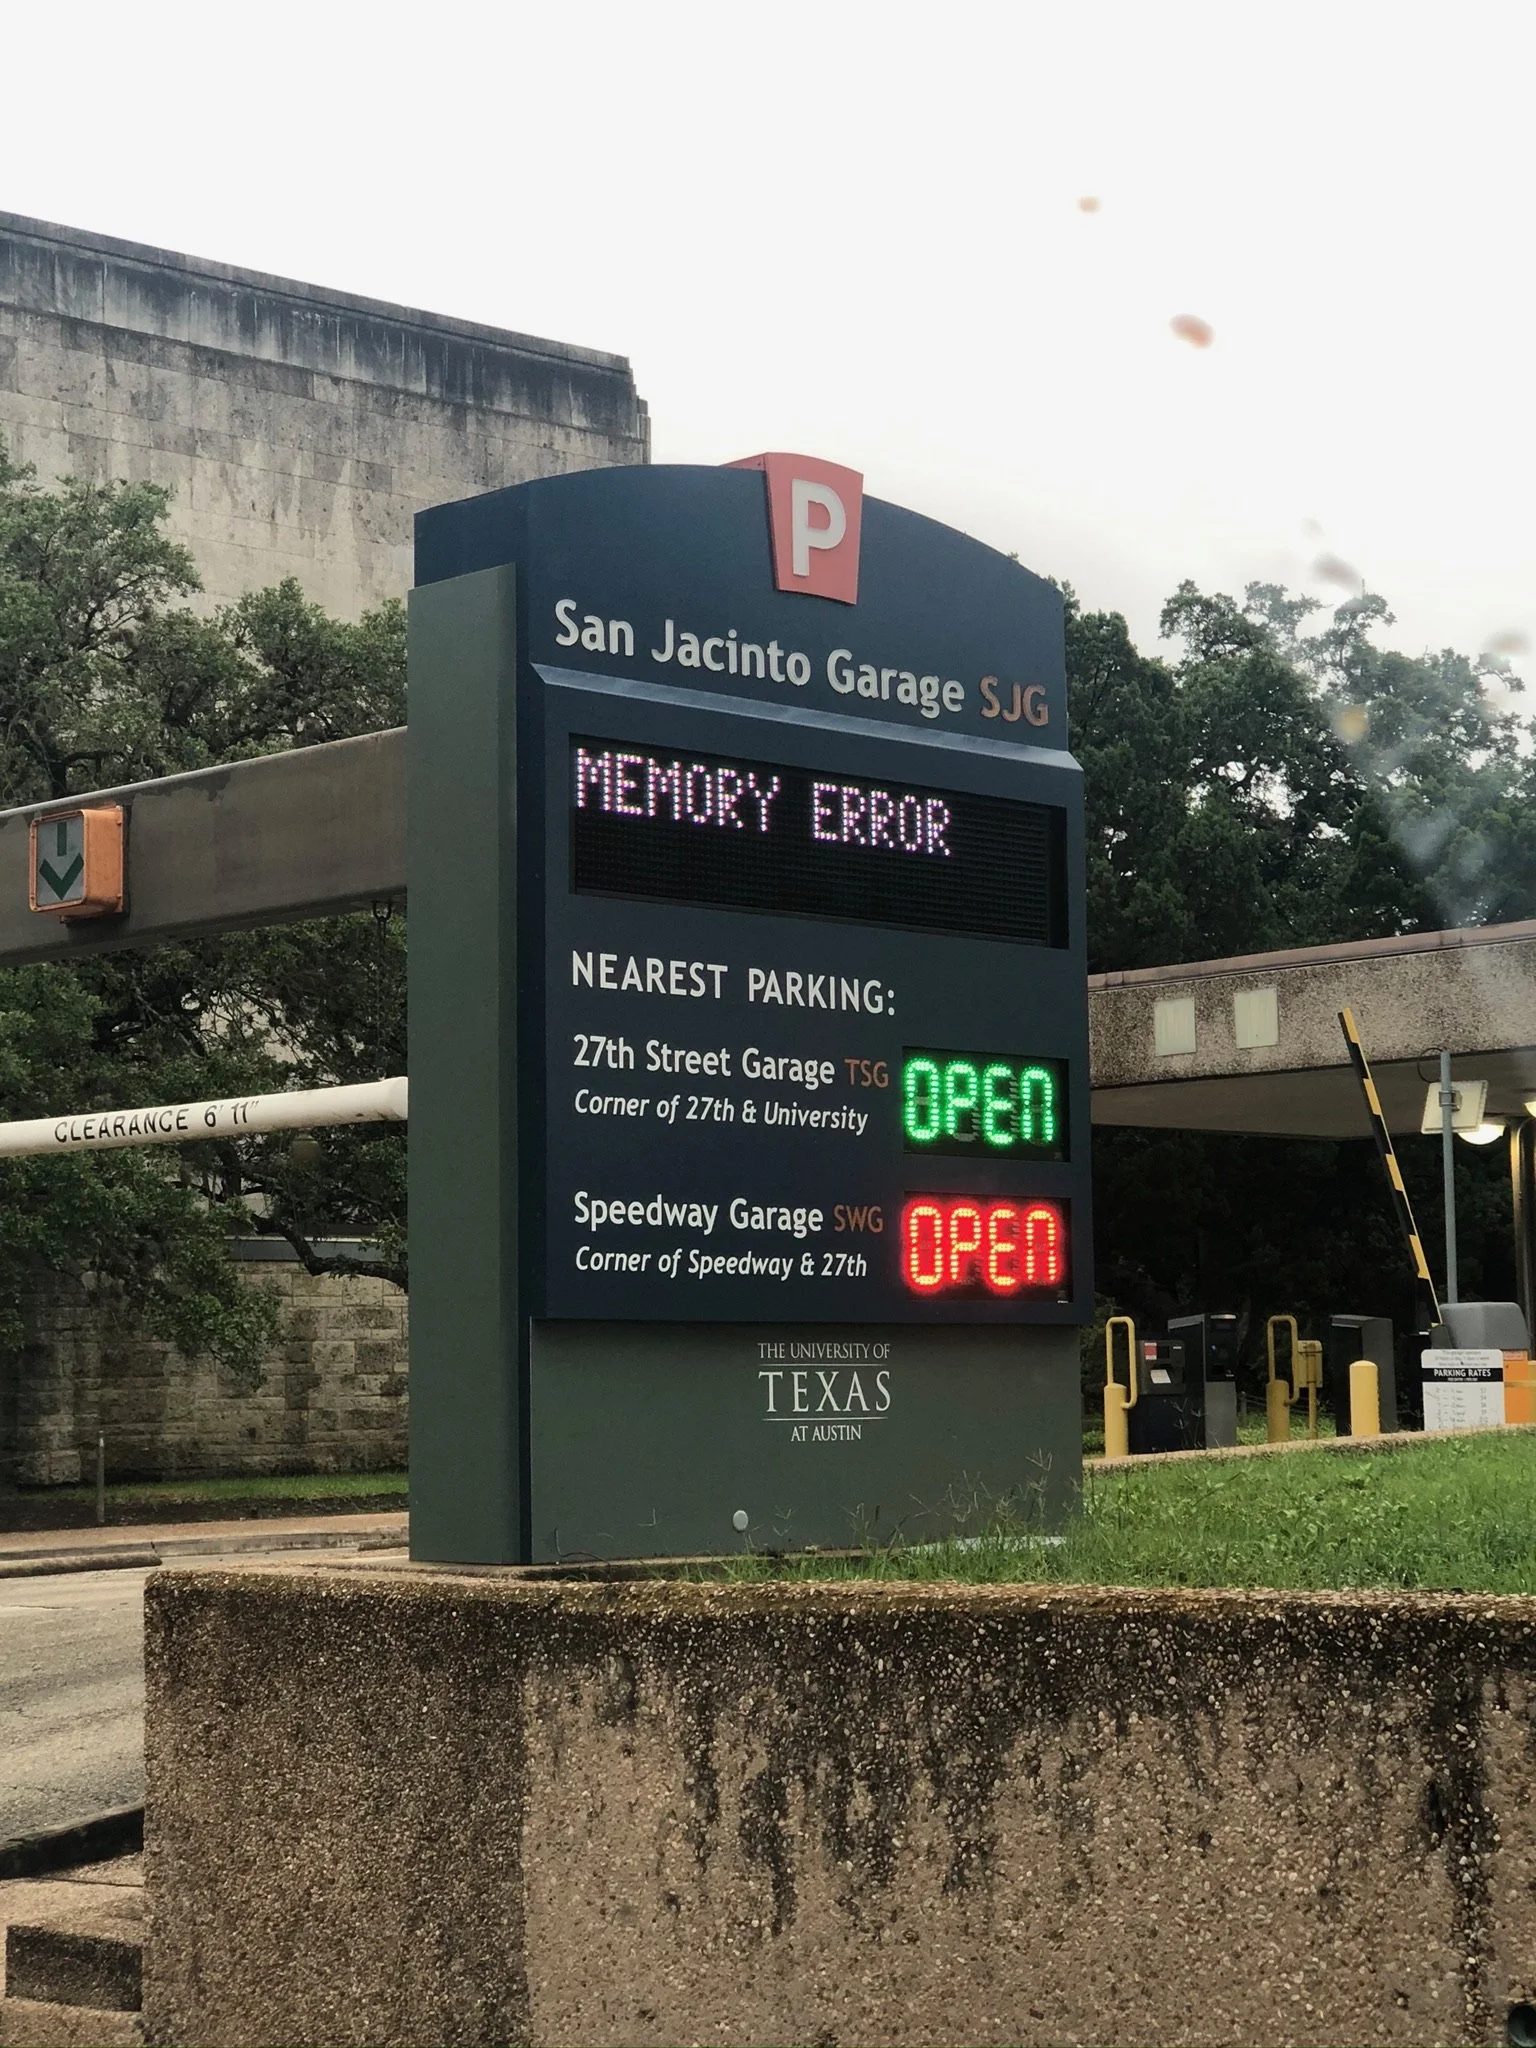 P
San Jacinto Garage SJG
MEMORY ERROR
NEAREST PARKING:
27th Street Garage TSG
OPEN
Corner of 27th & University
Speedway Garage SWG
OPEN
Corner of Speedway & 27th
THE UNIVERSITY OF
TEXAS
AT AUSTIN
CLEARANCE 6' 11"
PARKING RATES